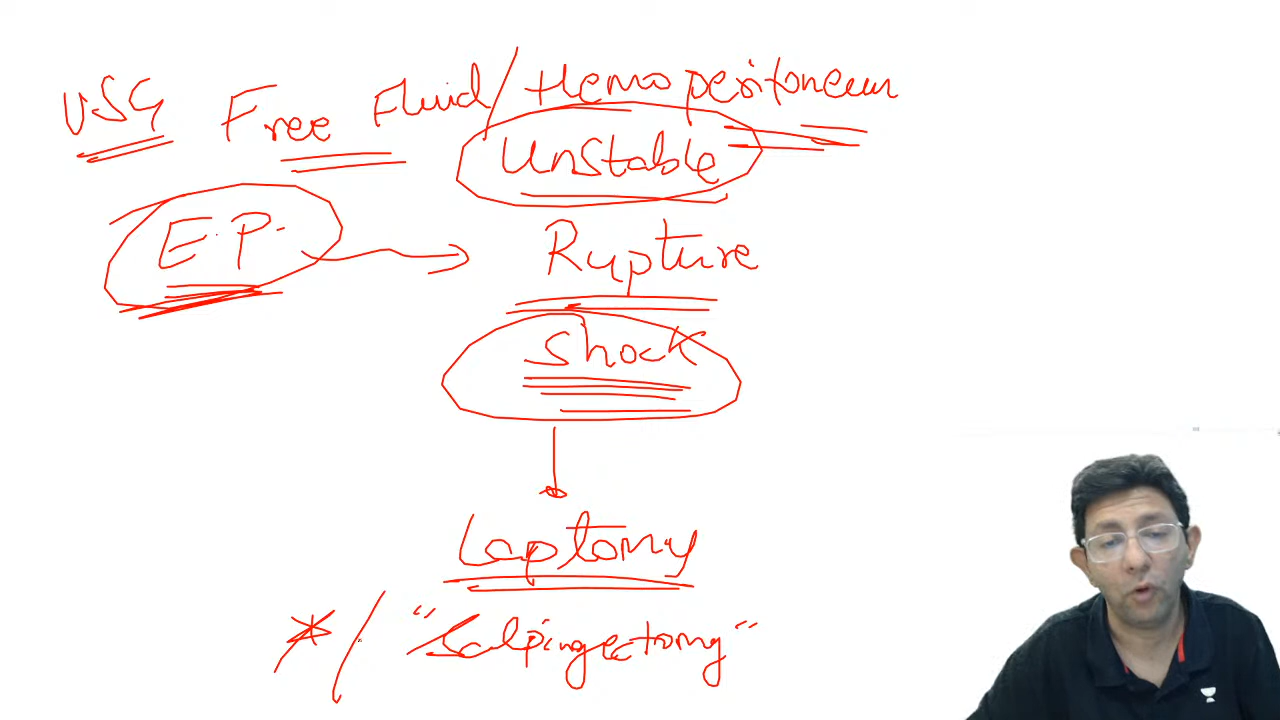 USG Free Fluid/Hemoperitoneum
Unstable
E.P. → Rupture
Shock
Laptomy
* / "Salpingectomy"